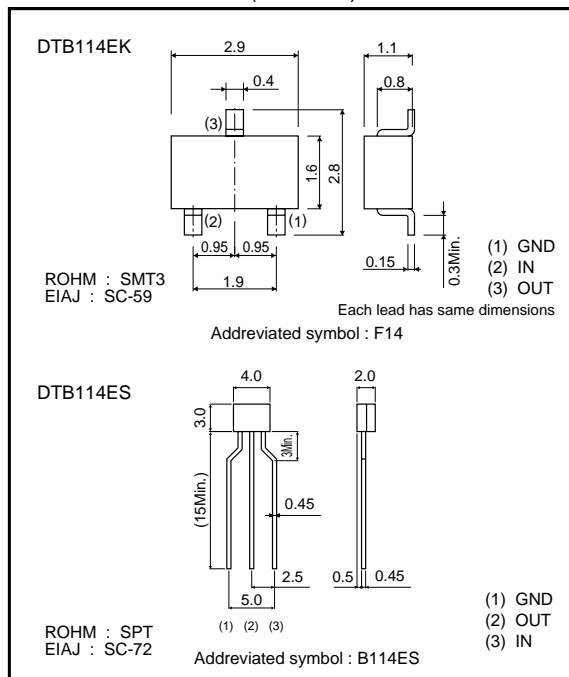 DTB114EK
2.9
0.4
(3)
1.6
2.8
(2)
(1)
0.95
0.95
1.9
ROHM : SMT3
EIAJ : SC-59
1.1
0.8
0.15
0.3Min.
(1) GND
(2) IN
(3) OUT
Each lead has same dimensions
Addreviated symbol : F14
DTB114ES
4.0
2.0
3.0
3Min.
(15Min.)
0.45
2.5
5.0
0.5
0.45
(1)
(2)
(3)
(1) GND
(2) OUT
(3) IN
ROHM : SPT
EIAJ : SC-72
Addreviated symbol : B114ES